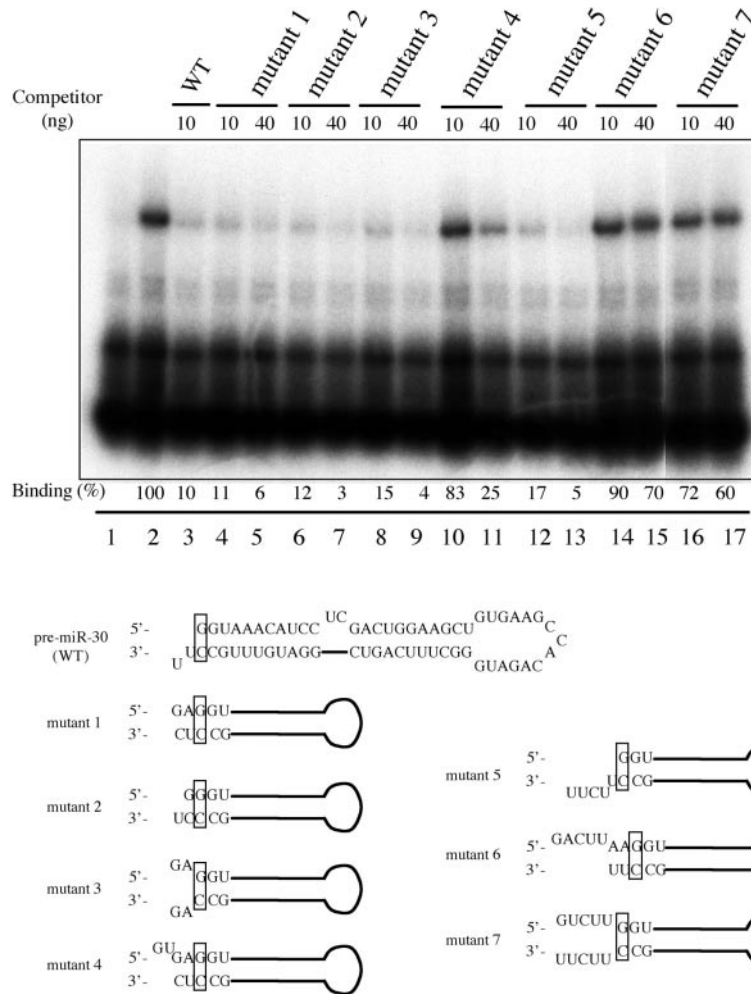 WT mutant 1 mutant 2 mutant 3 mutant 4 mutant 5 mutant 6 mutant 7
Competitor
(ng)
10 10 40 10 40 10 40 10 40 10 40 10 40 10 40
Binding (%) 100 10 11 6 12 3 15 4 83 25 17 5 90 70 72 60
1 2 3 4 5 6 7 8 9 10 11 12 13 14 15 16 17
UC GUGAAG
5'- GGUAAACAUCC GACUGGAAGCU C
pre-miR-30
(WT)
C
A
3'- UCCGUUUGUAGG CUGACUUUCGG ACAGAUG
U
mutant 1
5'- GAGGU
3'- CUCCG
mutant 2
5'- GGGU
3'- UCCCG
mutant 3
GA
5'- GGU
3'- CCG
GA
mutant 4
GU
5'- GAGGU
3'- CUCCG
mutant 5
5'- GGU
3'- UCCG
UUCU
mutant 6
5'- GACUU AAGGU
3'- UUCCG
mutant 7
5'- GUCUU GGU
3'- CCG
UUCUU